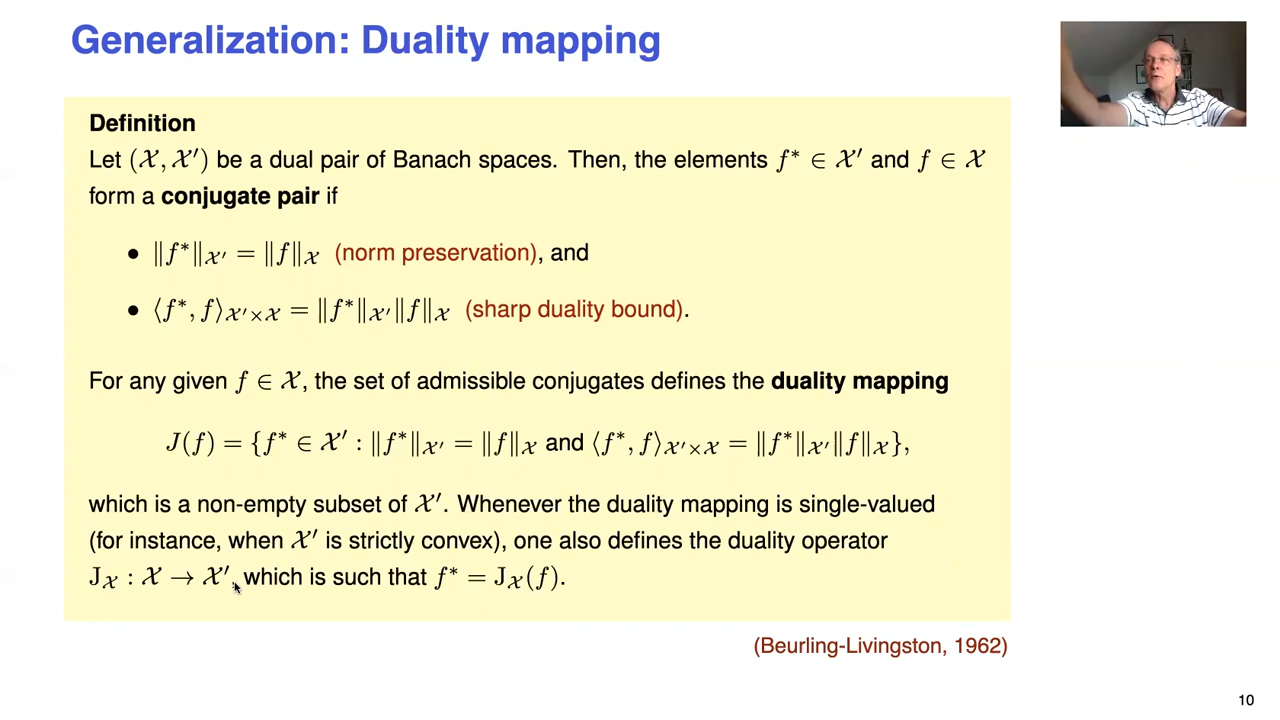 Generalization: Duality mapping
Definition
Let (𝒳, 𝒳′) be a dual pair of Banach spaces. Then, the elements f* ∈ 𝒳′ and f ∈ 𝒳
form a conjugate pair if
• ‖f*‖𝒳′ = ‖f‖𝒳 (norm preservation), and
• ⟨f*, f⟩𝒳′×𝒳 = ‖f*‖𝒳′‖f‖𝒳 (sharp duality bound).
For any given f ∈ 𝒳, the set of admissible conjugates defines the duality mapping
J(f) = {f* ∈ 𝒳′ : ‖f*‖𝒳′ = ‖f‖𝒳 and ⟨f*, f⟩𝒳′×𝒳 = ‖f*‖𝒳′‖f‖𝒳},
which is a non-empty subset of 𝒳′. Whenever the duality mapping is single-valued
(for instance, when 𝒳′ is strictly convex), one also defines the duality operator
J𝒳 : 𝒳 → 𝒳′, which is such that f* = J𝒳(f).
(Beurling-Livingston, 1962)
10